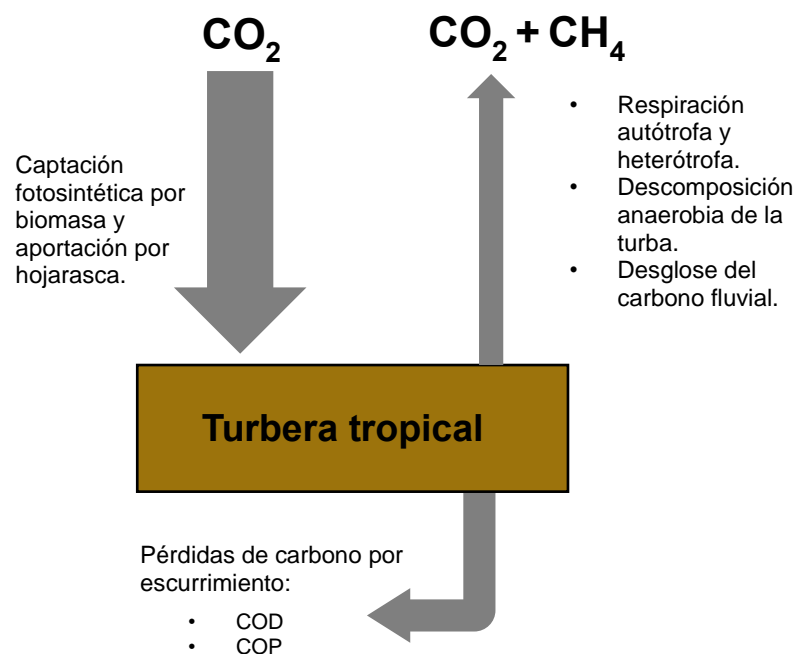 CO2
CO2 + CH4
Captación
fotosintética por
biomasa y
aportación por
hojarasca.
• Respiración
autótrofa y
heterótrofa.
• Descomposición
anaerobia de la
turba.
• Desglose del
carbono fluvial.
Turbera tropical
Pérdidas de carbono por
escurrimiento:
• COD
• COP